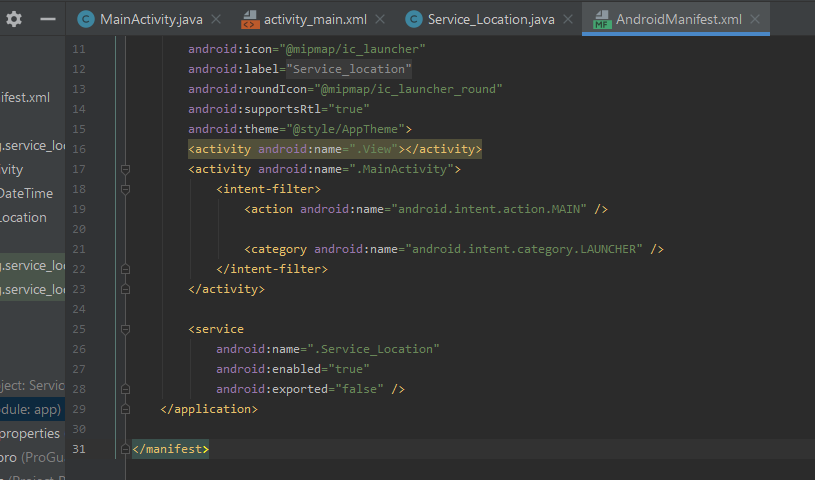 MainActivity.java
activity_main.xml
Service_Location.java
AndroidManifest.xml
ifest.xml
g.service_lo
vity
DateTime
Location
g.service_lo
g.service_lo
ject: Servic
dule: app)
properties
pro (ProGua
(Project P
11 android:icon="@mipmap/ic_launcher"
12 android:label="Service_location"
13 android:roundIcon="@mipmap/ic_launcher_round"
14 android:supportsRtl="true"
15 android:theme="@style/AppTheme">
16 <activity android:name=".View"></activity>
17 <activity android:name=".MainActivity">
18 <intent-filter>
19 <action android:name="android.intent.action.MAIN" />
20
21 <category android:name="android.intent.category.LAUNCHER" />
22 </intent-filter>
23 </activity>
24
25 <service
26 android:name=".Service_Location"
27 android:enabled="true"
28 android:exported="false" />
29 </application>
30
31 </manifest>